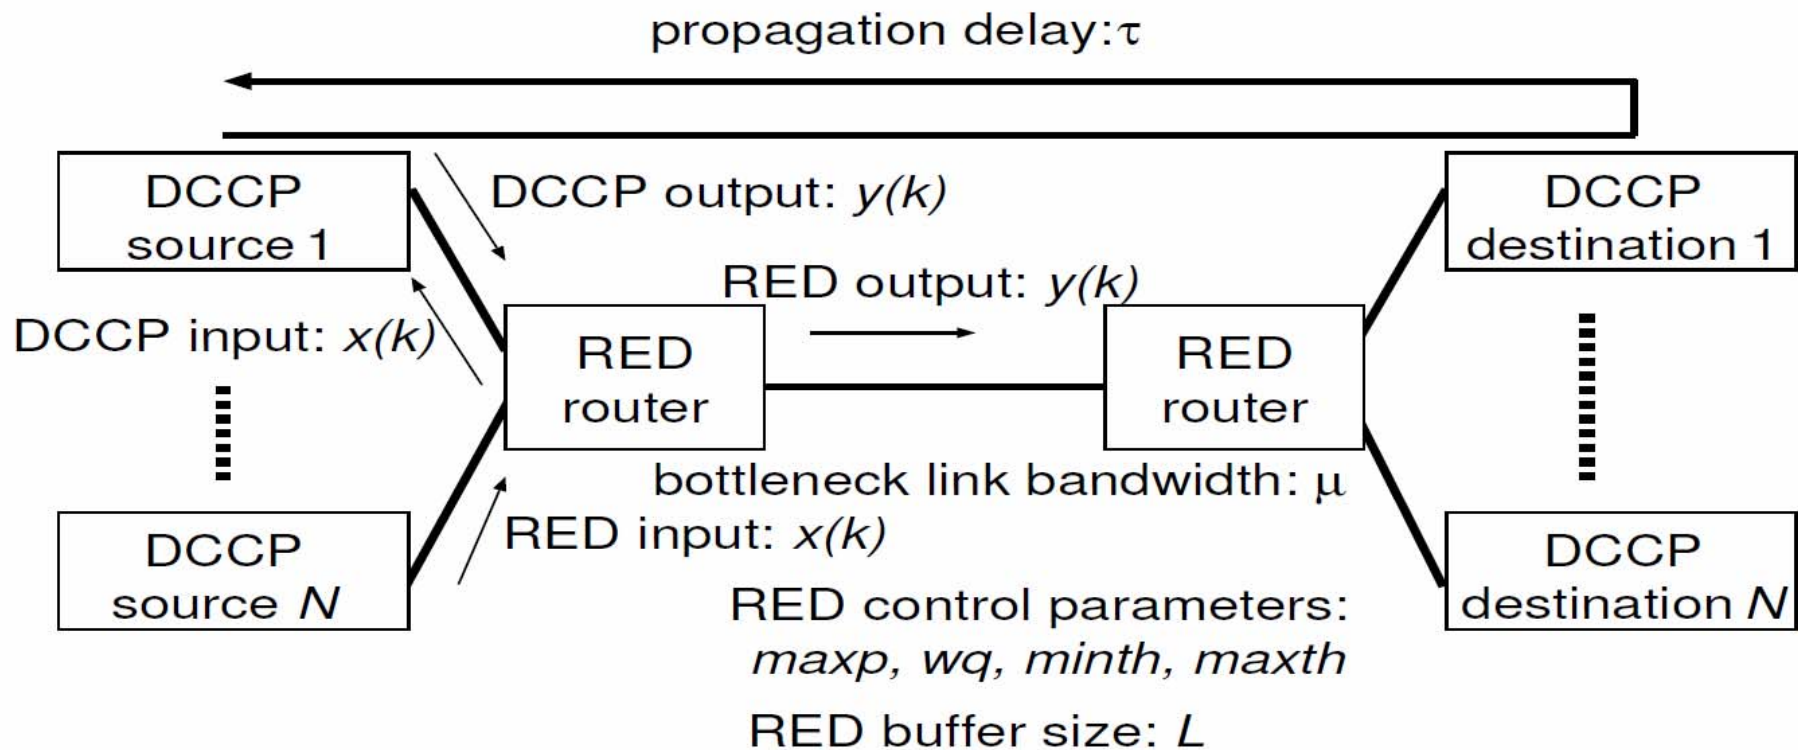 propagation delay:τ
DCCP
source 1
DCCP output: y(k)
DCCP
destination 1
RED output: y(k)
DCCP input: x(k)
RED
router
RED
router
bottleneck link bandwidth: μ
RED input: x(k)
DCCP
source N
DCCP
destination N
RED control parameters:
maxp, wq, minth, maxth
RED buffer size: L